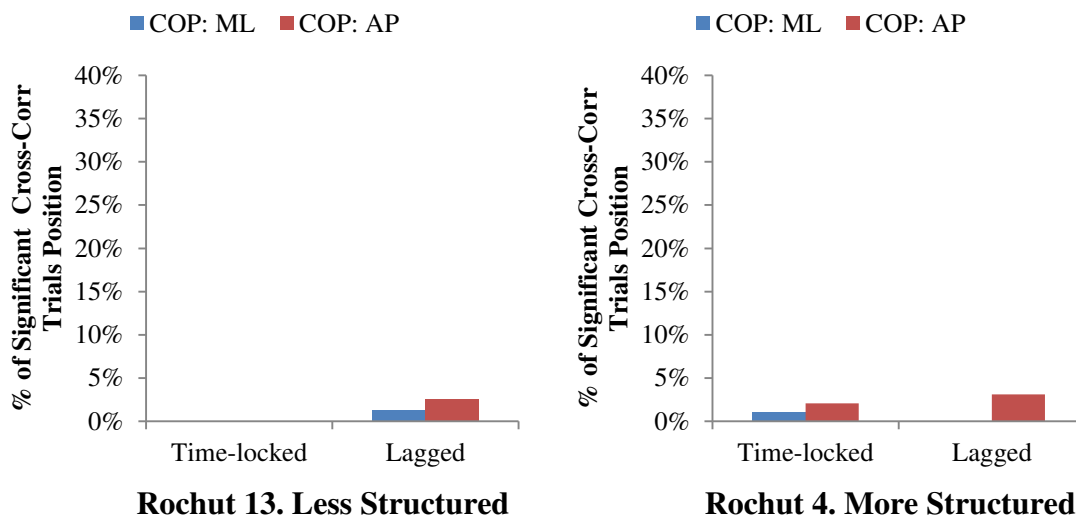 COP: ML COP: AP
% of Significant Cross-Corr
Trials Position
40%
35%
30%
25%
20%
15%
10%
5%
0%
Time-locked Lagged
Rochut 13. Less Structured
COP: ML COP: AP
% of Significant Cross-Corr
Trials Position
40%
35%
30%
25%
20%
15%
10%
5%
0%
Time-locked Lagged
Rochut 4. More Structured